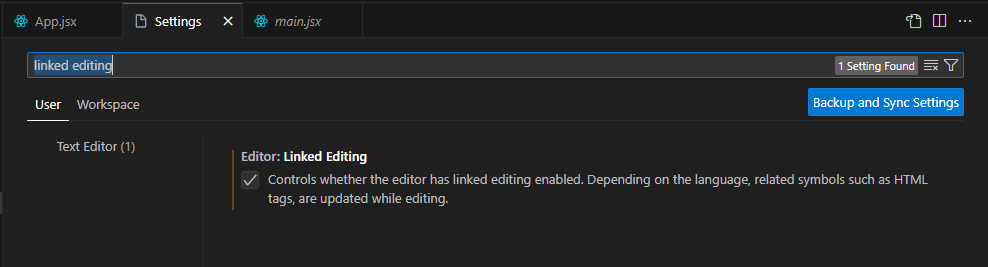 App.jsx Settings main.jsx
linked editing 1 Setting Found
User Workspace Backup and Sync Settings
Text Editor (1)
Editor: Linked Editing
Controls whether the editor has linked editing enabled. Depending on the language, related symbols such as HTML
tags, are updated while editing.